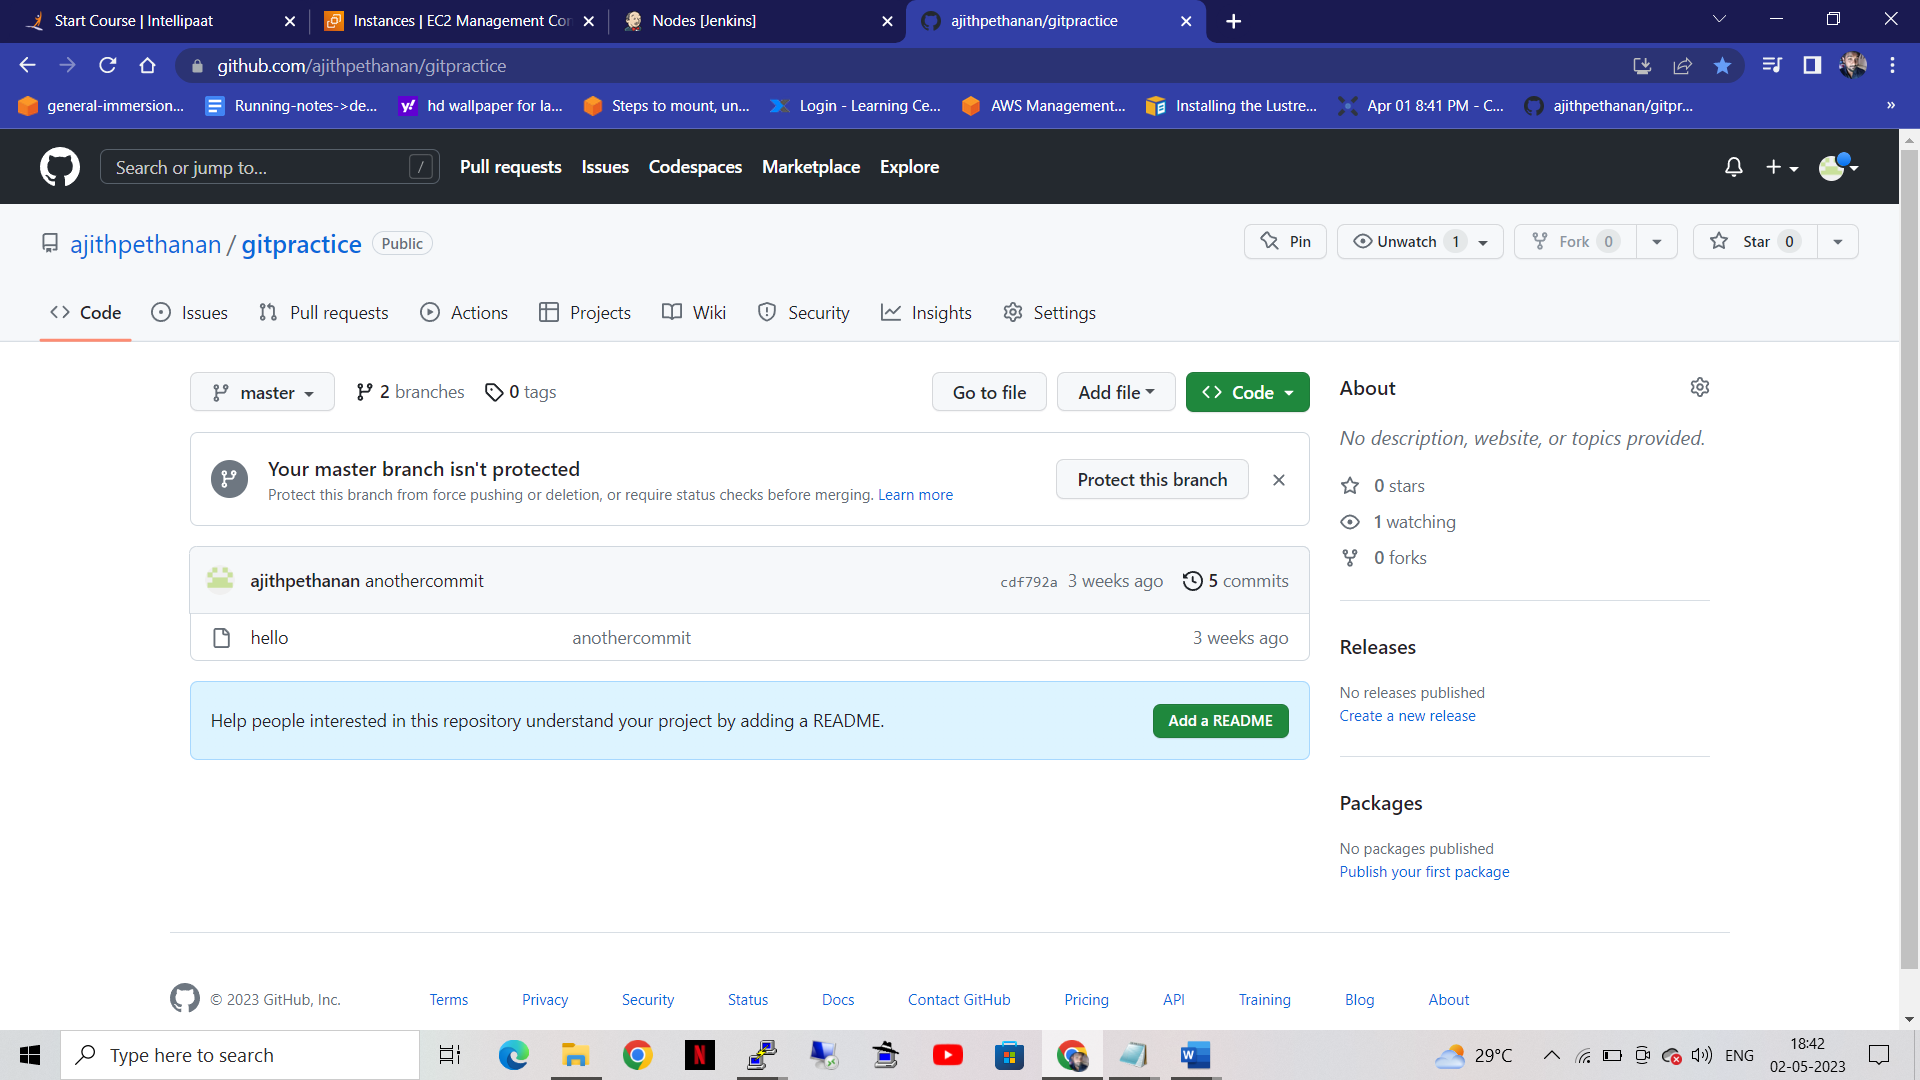 Start Course | Intellipaat
Instances | EC2 Management Con
Nodes [Jenkins]
ajithpethanan/gitpractice
github.com/ajithpethanan/gitpractice
general-immersion...
Running-notes->de...
hd wallpaper for la...
Steps to mount, un...
Login - Learning Ce...
AWS Management...
Installing the Lustre...
Apr 01 8:41 PM - C...
ajithpethanan/gitpr...
»
Search or jump to... /
Pull requests Issues Codespaces Marketplace Explore
ajithpethanan / gitpractice Public
Pin Unwatch 1 Fork 0 Star 0
Code Issues Pull requests Actions Projects Wiki Security Insights Settings
master 2 branches 0 tags Go to file Add file Code
Your master branch isn't protected
Protect this branch from force pushing or deletion, or require status checks before merging. Learn more
Protect this branch
ajithpethanan anothercommit cdf792a 3 weeks ago 5 commits
hello anothercommit 3 weeks ago
Help people interested in this repository understand your project by adding a README. Add a README
About
No description, website, or topics provided.
0 stars
1 watching
0 forks
Releases
No releases published
Create a new release
Packages
No packages published
Publish your first package
© 2023 GitHub, Inc. Terms Privacy Security Status Docs Contact GitHub Pricing API Training Blog About
Type here to search
29°C
ENG
18:42
02-05-2023